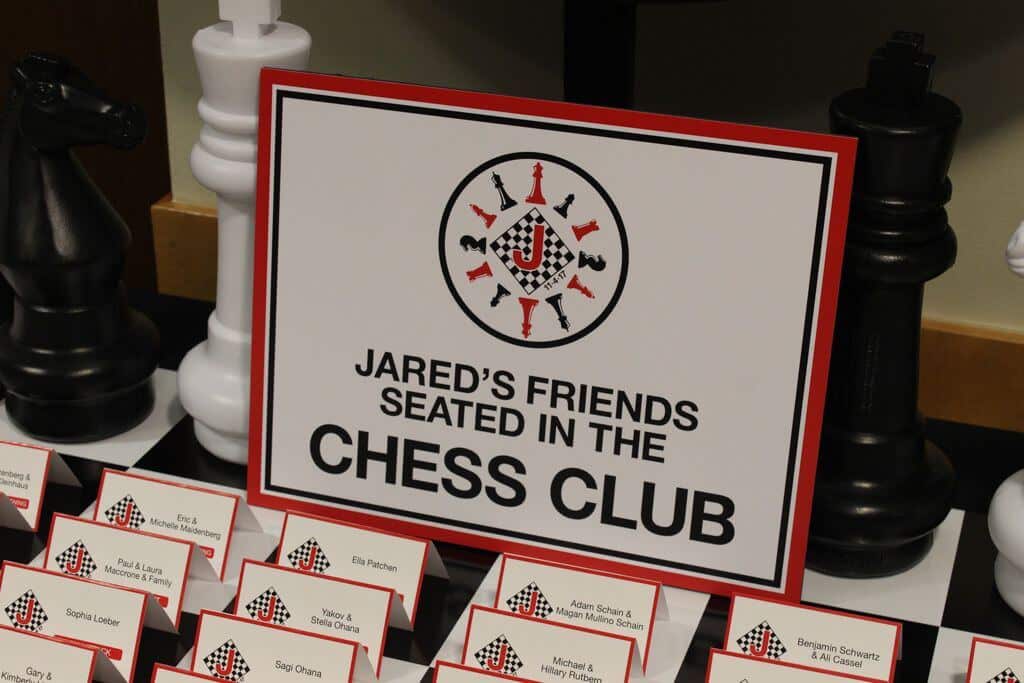 J
11-4-17
JARED'S FRIENDS
SEATED IN THE
CHESS CLUB
J
Eric &
Michelle Maidenberg
J
Paul & Laura
Maccrone & Family
J
Sophia Loeber
Gary &
J
Ella Patchen
J
Yakov &
Stella Ohana
J
Sagi Ohana
J
Adam Schain &
Magan Mullino Schain
J
Michael &
Hillary Rutberg
J
Benjamin Schwartz
& Ali Cassel